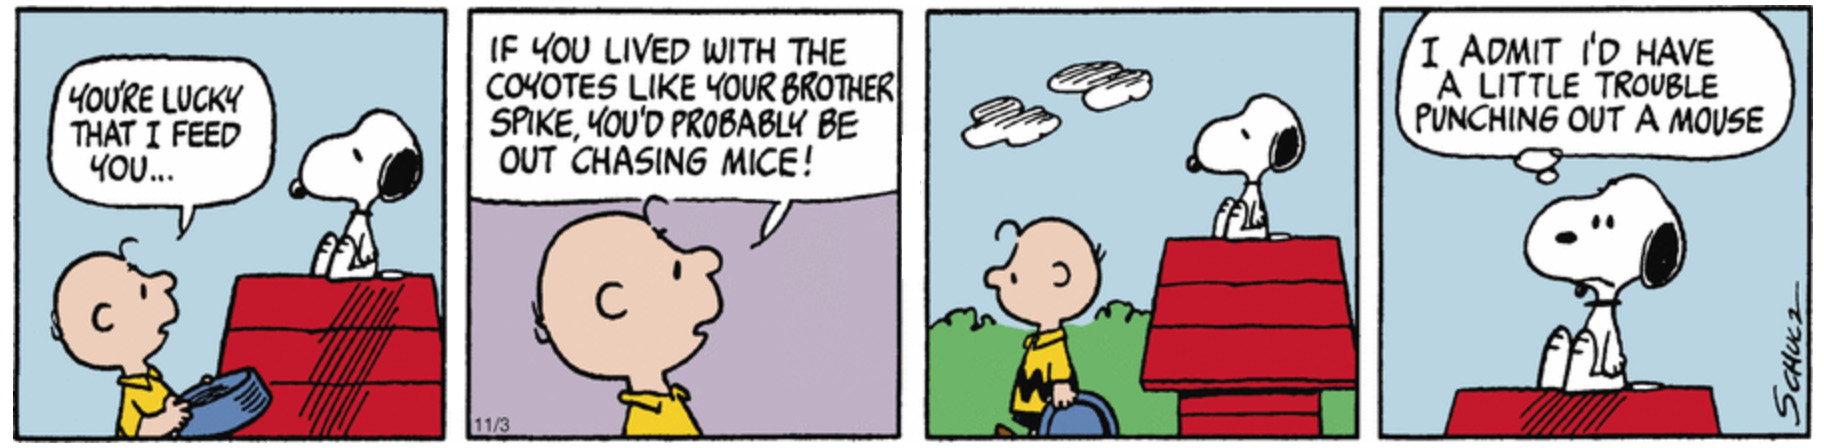 YOU'RE LUCKY
THAT I FEED
YOU...
IF YOU LIVED WITH THE
COYOTES LIKE YOUR BROTHER
SPIKE, YOU'D PROBABLY BE
OUT CHASING MICE!
11/3
I ADMIT I'D HAVE
A LITTLE TROUBLE
PUNCHING OUT A MOUSE
SCHULZ